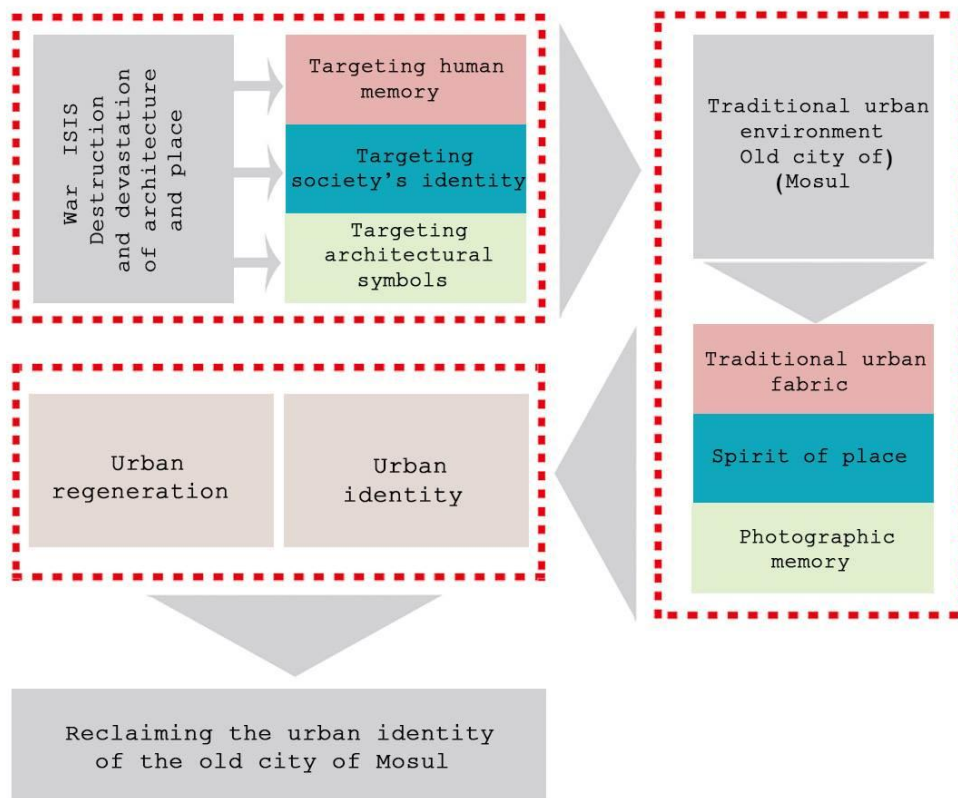 War ISIS
Destruction
and devastation
of architecture
and place
Targeting human
memory
Targeting
society's identity
Targeting
architectural
symbols
Traditional urban
environment
Old city of)
(Mosul
Traditional urban
fabric
Spirit of place
Photographic
memory
Urban
regeneration
Urban
identity
Reclaiming the urban identity
of the old city of Mosul